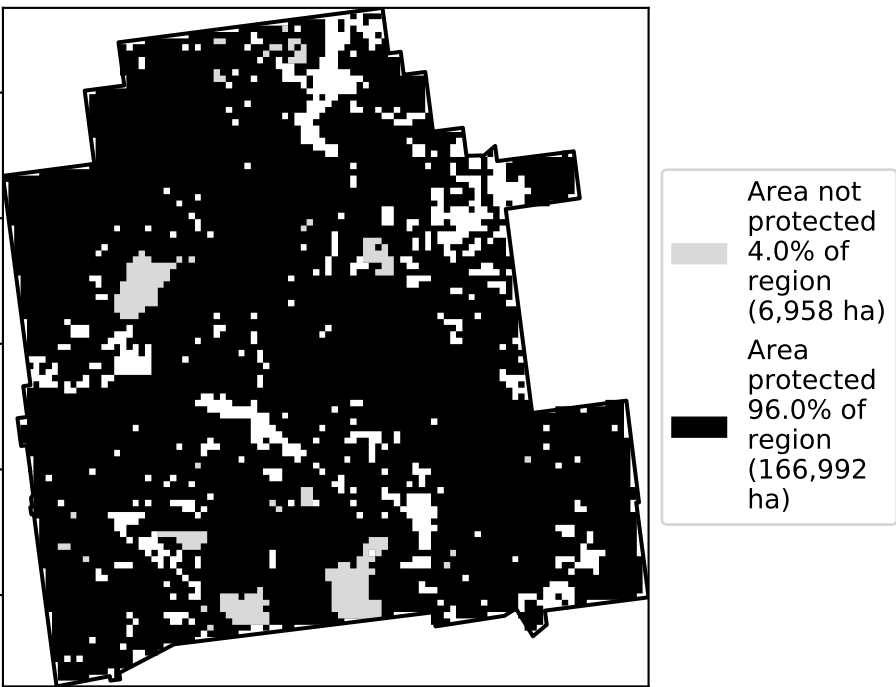 Area not
protected
4.0% of
region
(6,958 ha)
Area
protected
96.0% of
region
(166,992
ha)